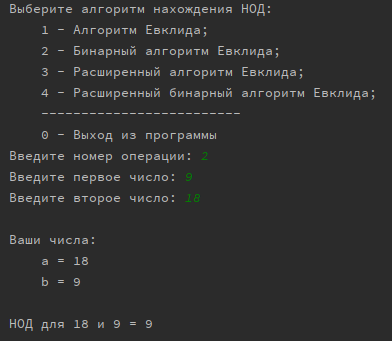 Выберите алгоритм нахождения НОД:
1 - Алгоритм Евклида;
2 - Бинарный алгоритм Евклида;
3 - Расширенный алгоритм Евклида;
4 - Расширенный бинарный алгоритм Евклида;
-------------------------
0 - Выход из программы
Введите номер операции: 2
Введите первое число: 9
Введите второе число: 18
Ваши числа:
a = 18
b = 9
НОД для 18 и 9 = 9